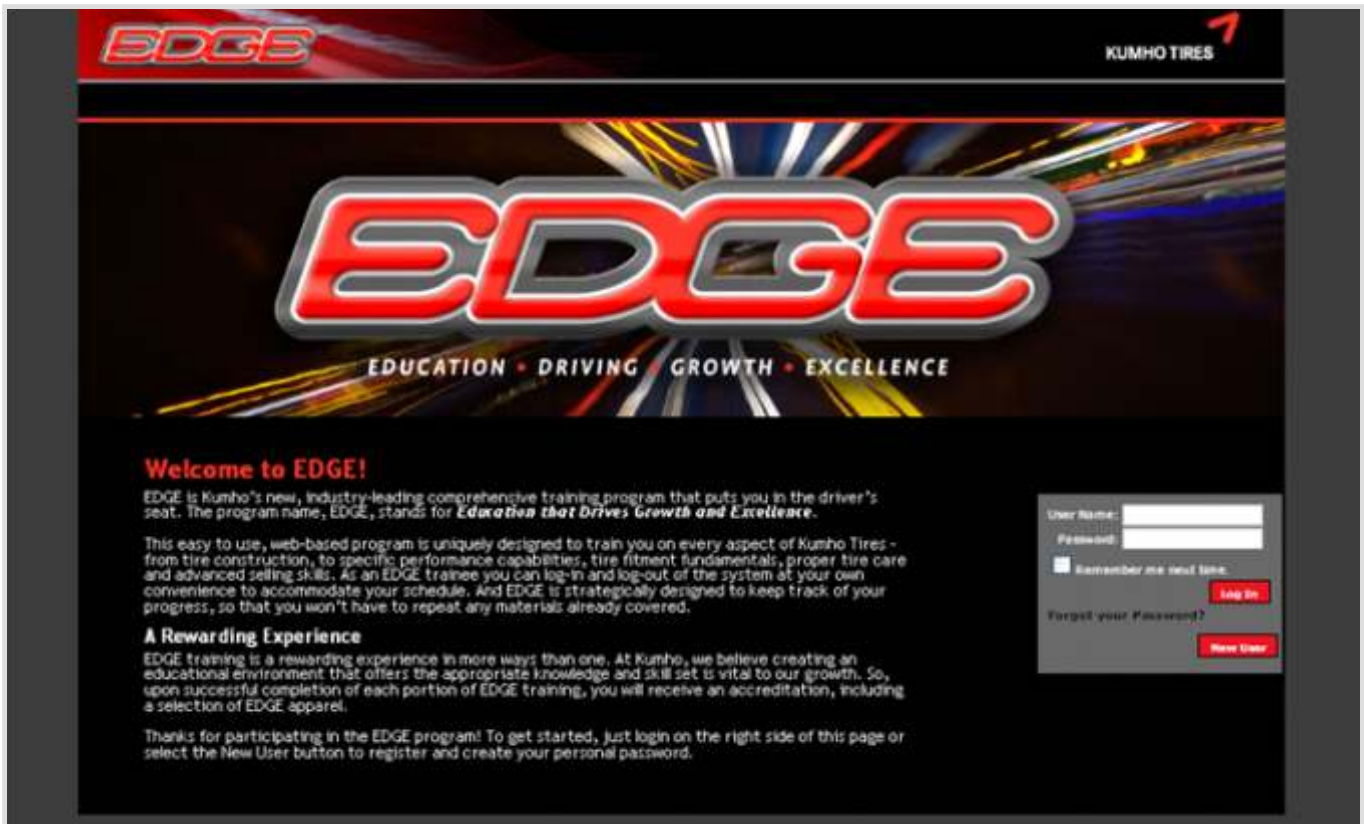 EDGE
KUMHO TIRES
EDGE
EDUCATION • DRIVING • GROWTH • EXCELLENCE
Welcome to EDGE!
EDGE is Kumho's new, industry-leading comprehensive training program that puts you in the driver's
seat. The program name, EDGE, stands for Education that Drives Growth and Excellence.
This easy to use, web-based program is uniquely designed to train you on every aspect of Kumho Tires -
from tire construction, to specific performance capabilities, tire fitment fundamentals, proper tire care
and advanced selling skills. As an EDGE trainee you can log-in and log-out of the system at your own
convenience to accommodate your schedule. And EDGE is strategically designed to keep track of your
progress, so that you won't have to repeat any materials already covered.
A Rewarding Experience
EDGE training is a rewarding experience in more ways than one. At Kumho, we believe creating an
educational environment that offers the appropriate knowledge and skill set is vital to our growth. So,
upon successful completion of each portion of EDGE training, you will receive an accreditation, including
a selection of EDGE apparel.
Thanks for participating in the EDGE program! To get started, just login on the right side of this page or
select the New User button to register and create your personal password.
User Name:
Password:
Remember me next time.
Log In
Forgot your Password?
New User